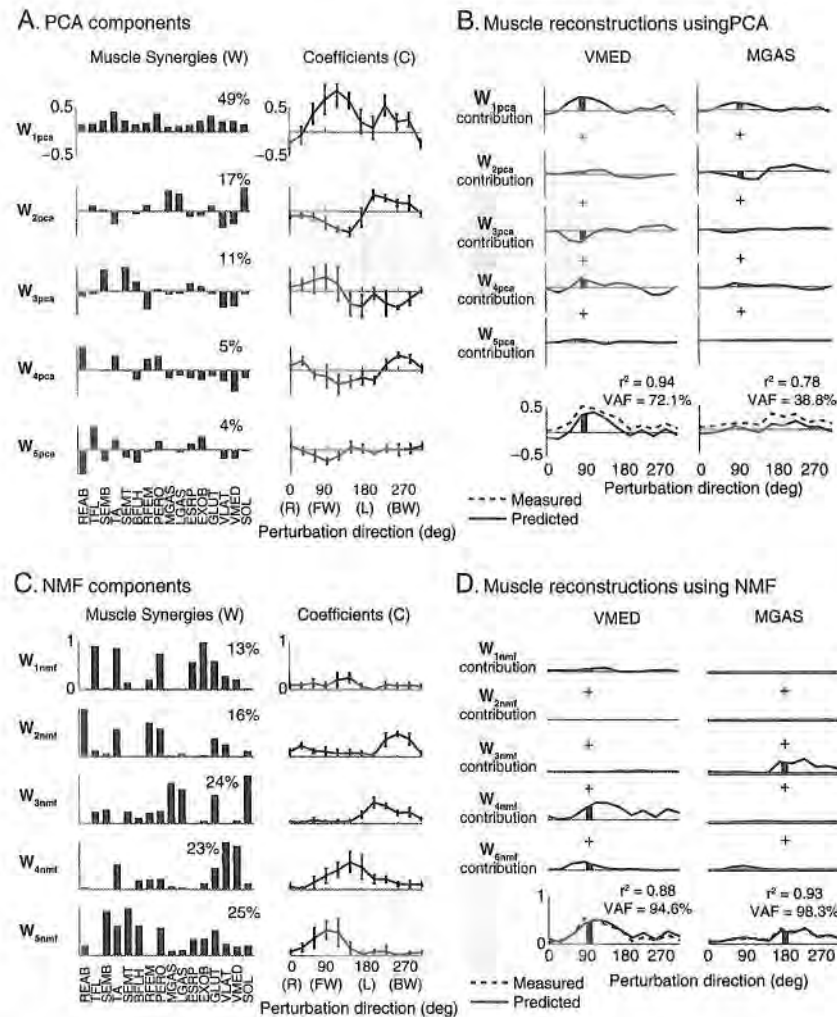 A. PCA components
Muscle Synergies (W)
Coefficients (C)
0.5
0
-0.5
W1pca
49%
0.5
0
-0.5
W2pca
17%
W3pca
11%
W4pca
5%
W5pca
4%
REAB
TFL
SEMB
TA
SEMT
BFLH
RFEM
PERO
MGAS
LGAS
ESRP
EXOB
GLUT
VLAT
VMED
SOL
0 90 180 270
(R) (FW) (L) (BW)
Perturbation direction (deg)
B. Muscle reconstructions usingPCA
VMED
MGAS
W1pca
contribution
+ +
W2pca
contribution
+ +
W3pca
contribution
+ +
W4pca
contribution
+ +
W5pca
contribution
r² = 0.94
VAF = 72.1%
r² = 0.78
VAF = 38.8%
0.5
-0.5
0 90 180 270
0 90 180 270
Perturbation direction (deg)
Measured
Predicted
C. NMF components
Muscle Synergies (W)
Coefficients (C)
1
0
W1nmf
13%
1
0
W2nmf
16%
W3nmf
24%
W4nmf
23%
W5nmf
25%
REAB
TFL
SEMB
TA
SEMT
BFLH
RFEM
PERO
MGAS
LGAS
ESRP
EXOB
GLUT
VLAT
VMED
SOL
0 90 180 270
(R) (FW) (L) (BW)
Perturbation direction (deg)
D. Muscle reconstructions using NMF
VMED
MGAS
W1nmf
contribution
+ +
W2nmf
contribution
+ +
W3nmf
contribution
+ +
W4nmf
contribution
+ +
contribution
r² = 0.88
VAF = 94.6%
r² = 0.93
VAF = 98.3%
1
0
0 90 180 270
0 90 180 270
Perturbation direction (deg)
Measured
Predicted